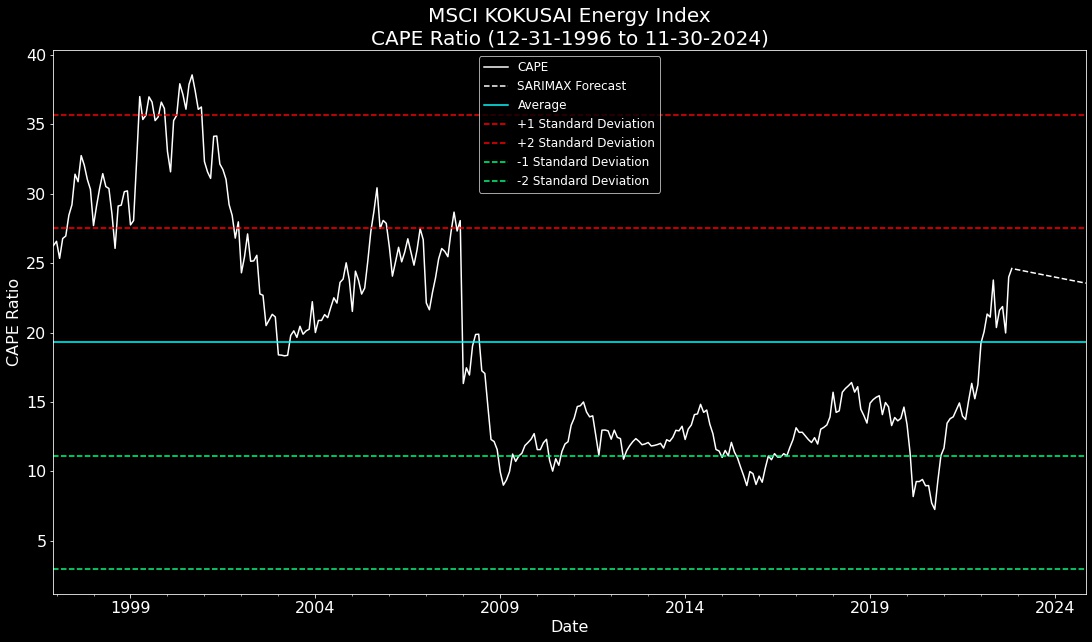 MSCI KOKUSAI Energy Index
CAPE Ratio (12-31-1996 to 11-30-2024)
CAPE
SARIMAX Forecast
Average
+1 Standard Deviation
+2 Standard Deviation
-1 Standard Deviation
-2 Standard Deviation
CAPE Ratio
40
35
30
25
20
15
10
5
1999
2004
2009
2014
2019
2024
Date